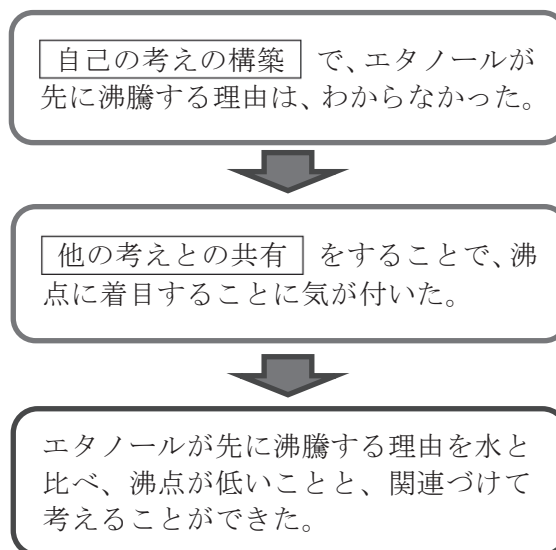 自己の考えの構築 で、エタノールが
先に沸騰する理由は、わからなかった。
他の考えとの共有 をすることで、沸
点に着目することに気が付いた。
エタノールが先に沸騰する理由を水と
比べ、沸点が低いことと、関連づけて
考えることができた。